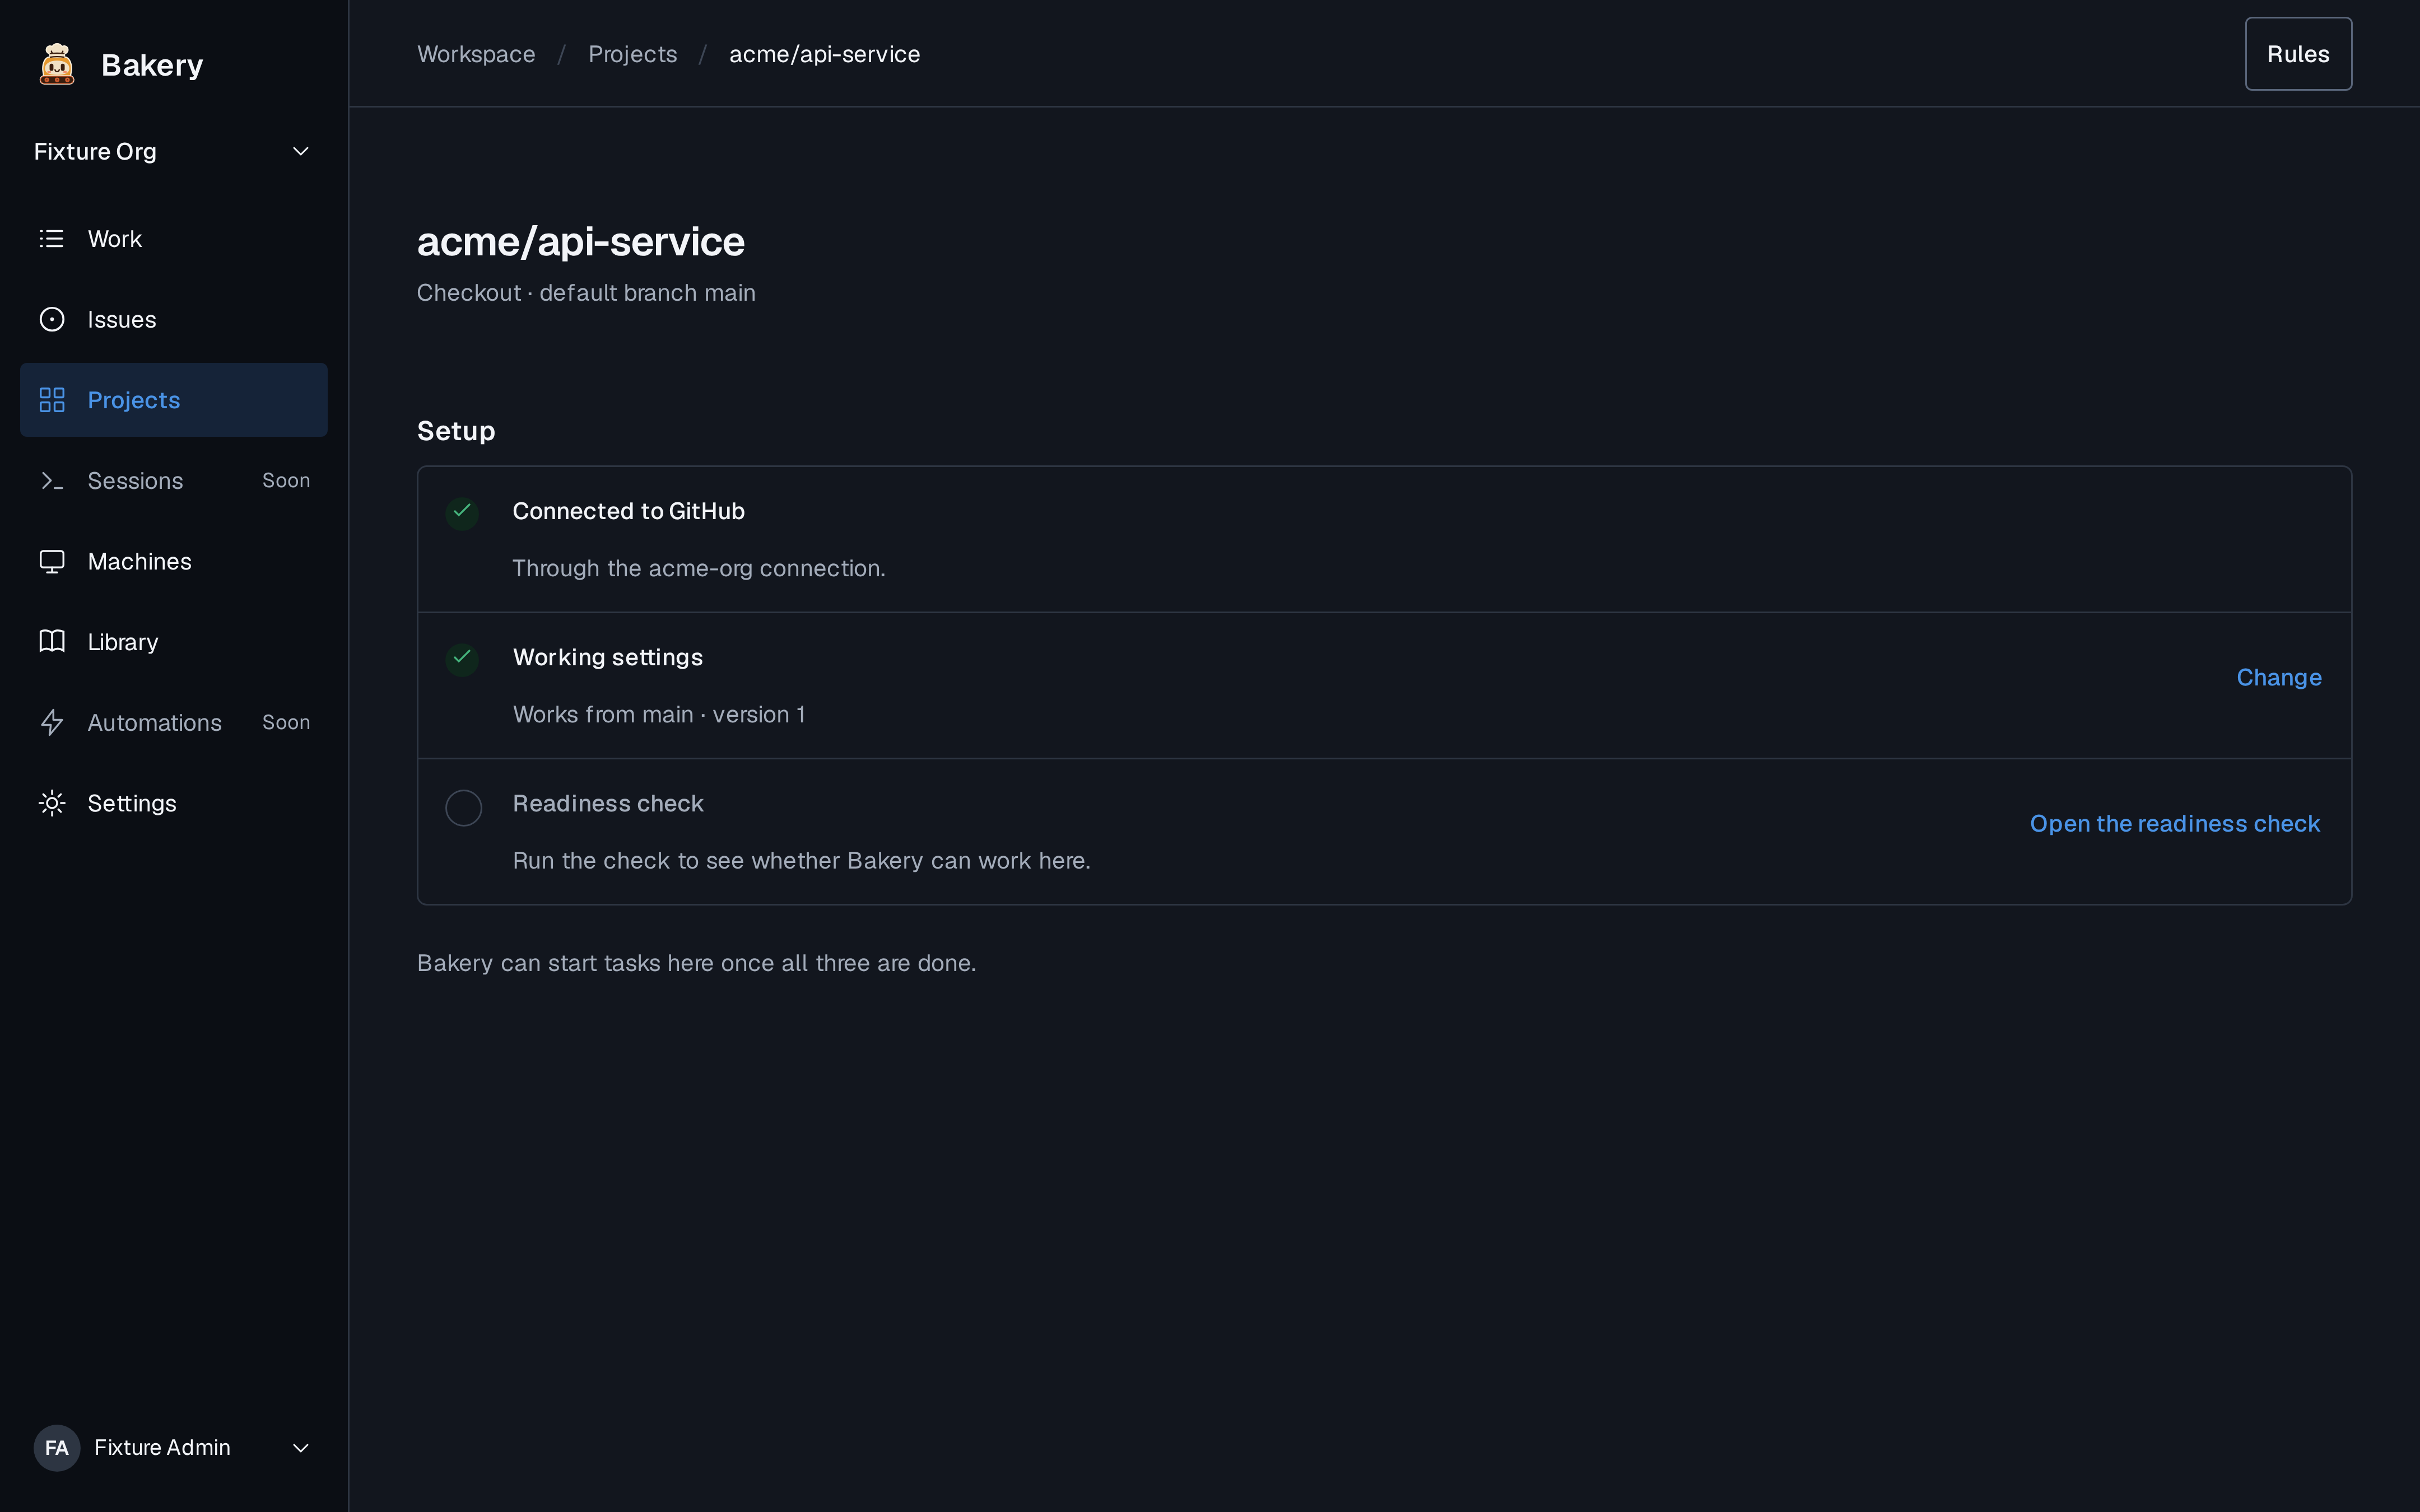 Bakery
Fixture Org
Work
Issues
Projects
Sessions Soon
Machines
Library
Automations Soon
Settings
FA Fixture Admin
Workspace / Projects / acme/api-service
Rules
acme/api-service
Checkout · default branch main
Setup
Connected to GitHub
Through the acme-org connection.
Working settings
Works from main · version 1
Change
Readiness check
Run the check to see whether Bakery can work here.
Open the readiness check
Bakery can start tasks here once all three are done.